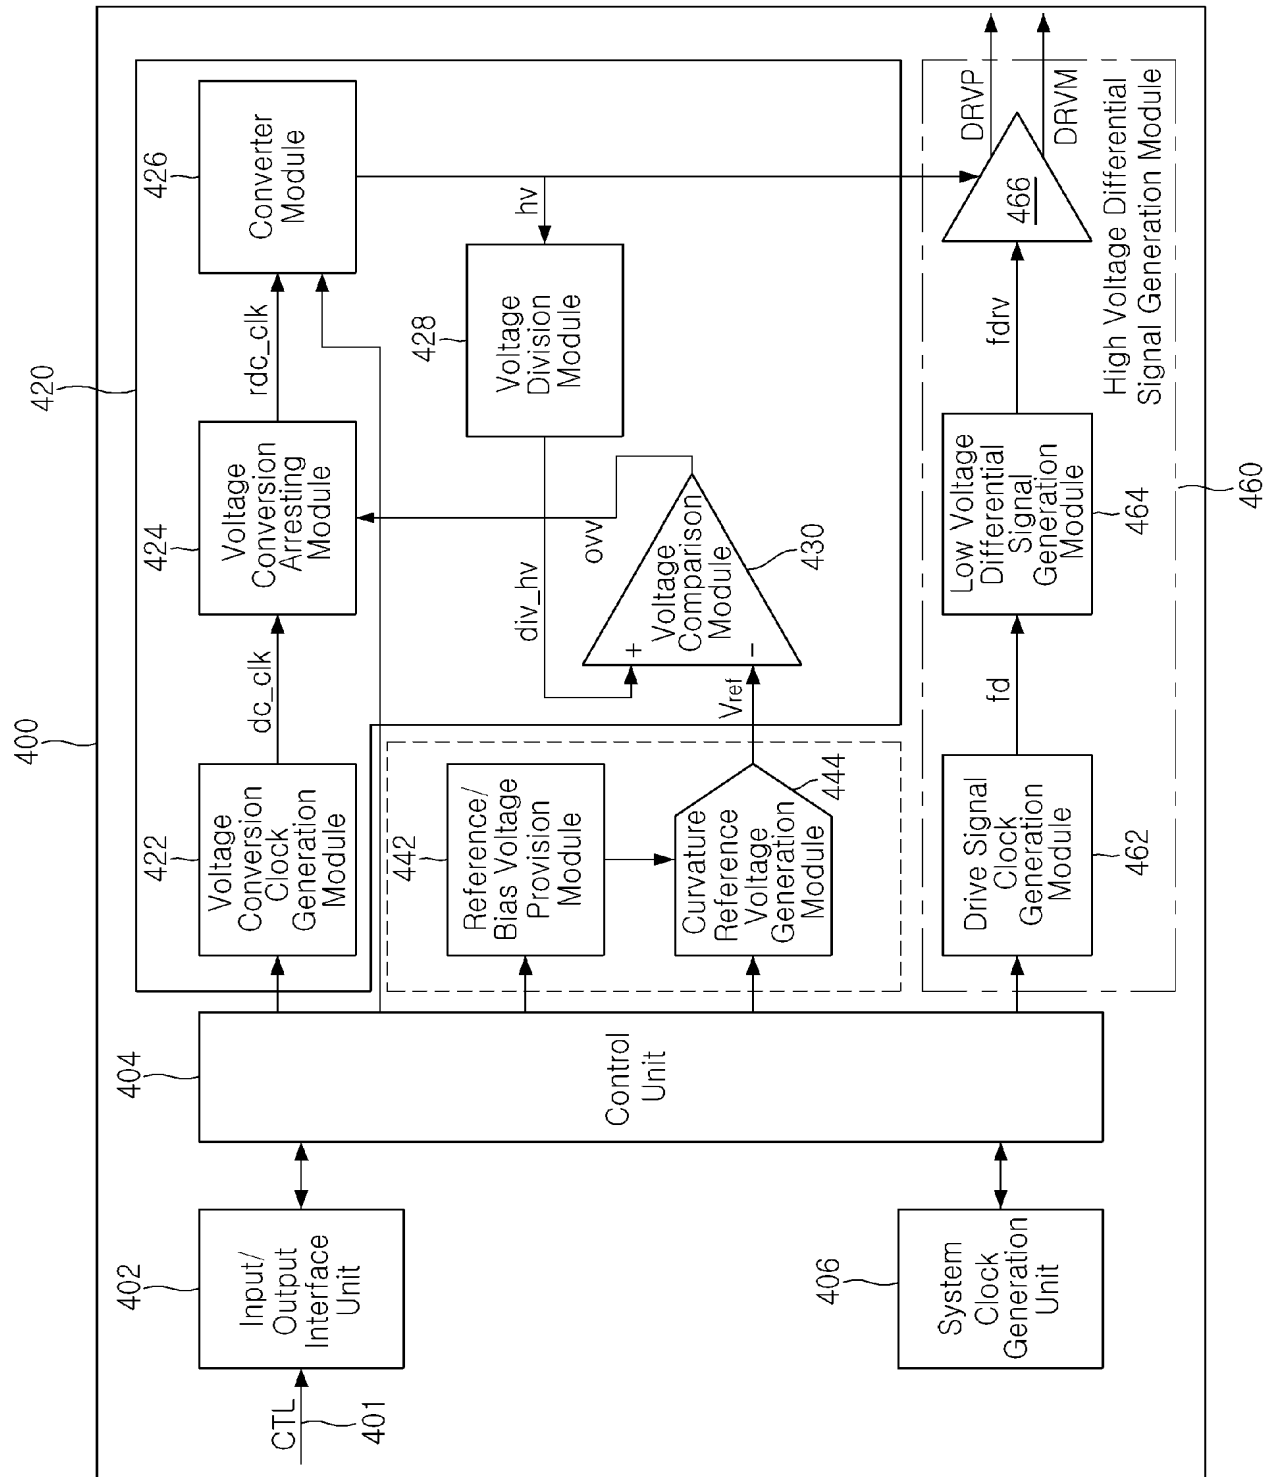 400
CTL
401
402
Input/
Output
Interface
Unit
404
Control
Unit
406
System
Clock
Generation
Unit
420
422
Voltage
Conversion
Clock
Generation
Module
dc_clk
424
Voltage
Conversion
Arresting
Module
rdc_clk
426
Converter
Module
hv
428
Voltage
Division
Module
div_hv
ovv
+
-
Voltage
Comparison
Module
430
Vref
442
Reference/
Bias Voltage
Provision
Module
Curvature
Reference
Voltage
Generation
Module
444
Drive Signal
Clock
Generation
Module
462
fd
Low Voltage
Differential
Signal
Generation
Module
464
fdrv
466
DRVP
DRVM
High Voltage Differential
Signal Generation Module
460